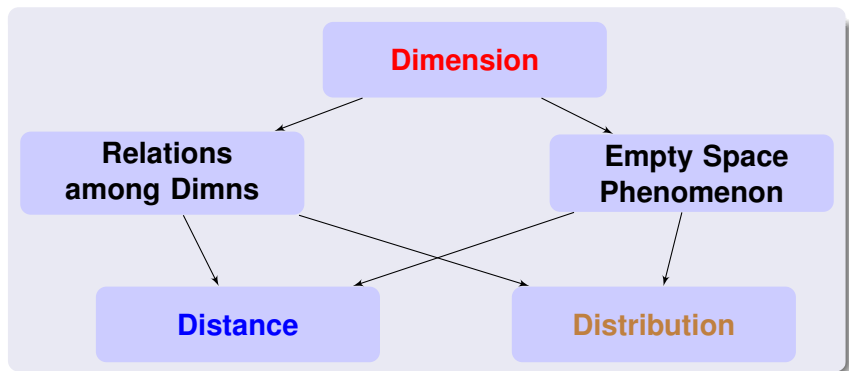 Dimension
Relations
among Dimns
Empty Space
Phenomenon
Distance
Distribution